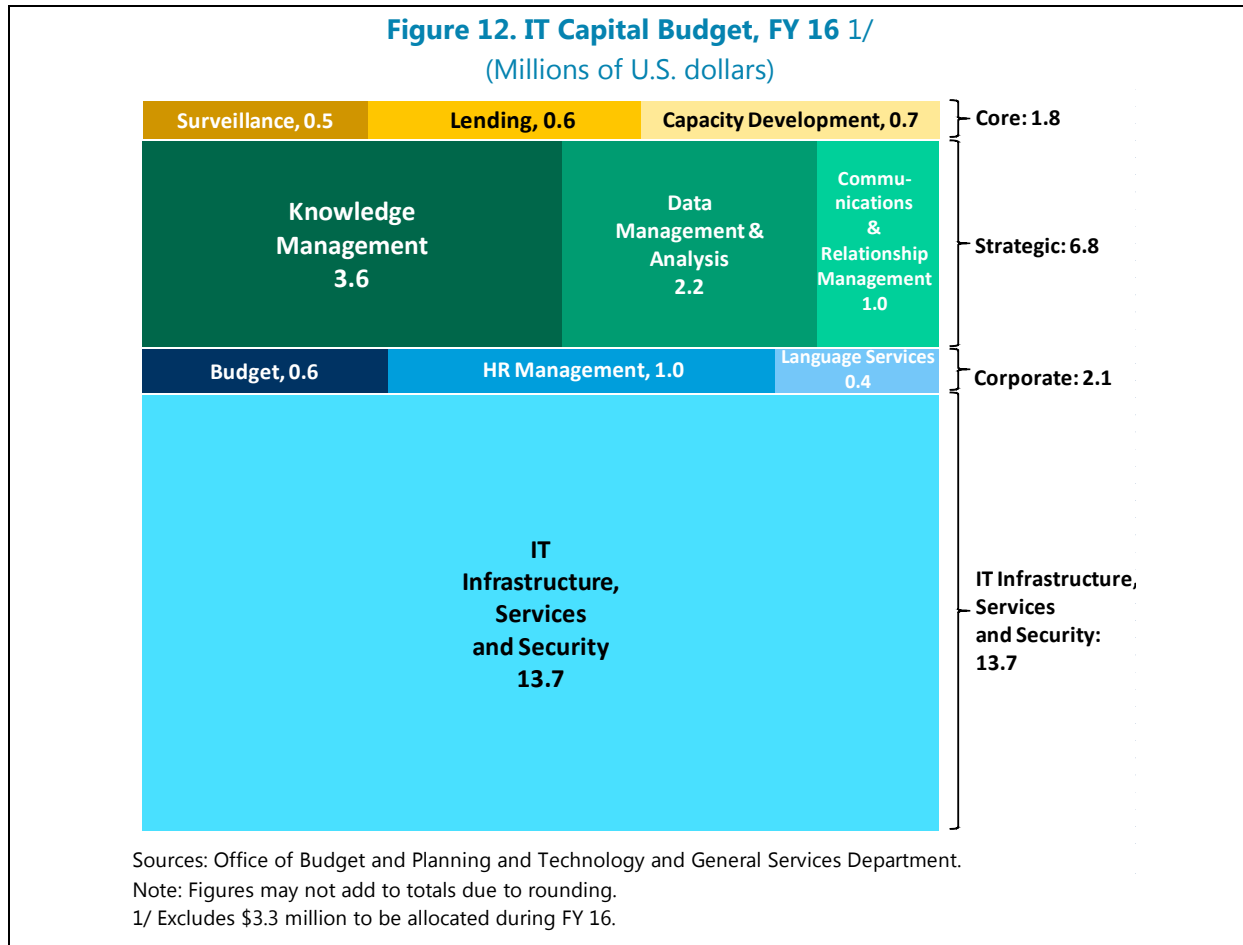 Figure 12. IT Capital Budget, FY 16 1/
(Millions of U.S. dollars)
Surveillance, 0.5
Lending, 0.6
Capacity Development, 0.7
Core: 1.8
Knowledge
Management
3.6
Data
Management &
Analysis
2.2
Commu-
nications
&
Relationship
Management
1.0
Strategic: 6.8
Budget, 0.6
HR Management, 1.0
Language Services
0.4
Corporate: 2.1
IT
Infrastructure,
Services
and Security
13.7
IT Infrastructure,
Services
and Security:
13.7
Sources: Office of Budget and Planning and Technology and General Services Department.
Note: Figures may not add to totals due to rounding.
1/ Excludes $3.3 million to be allocated during FY 16.